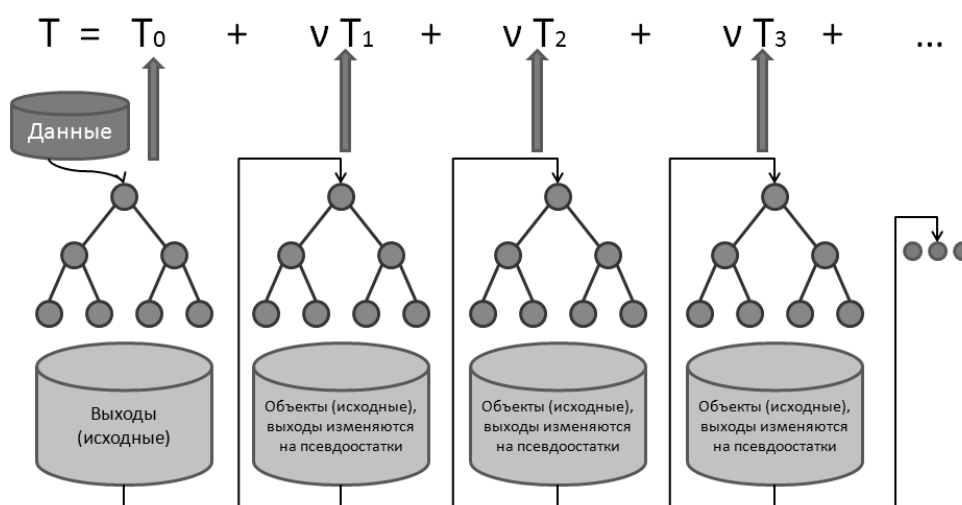 T = T₀ + ν T₁ + ν T₂ + ν T₃ + ...
Данные
Выходы
(исходные)
Объекты (исходные),
выходы изменяются
на псевдоостатки
Объекты (исходные),
выходы изменяются
на псевдоостатки
Объекты (исходные),
выходы изменяются
на псевдоостатки